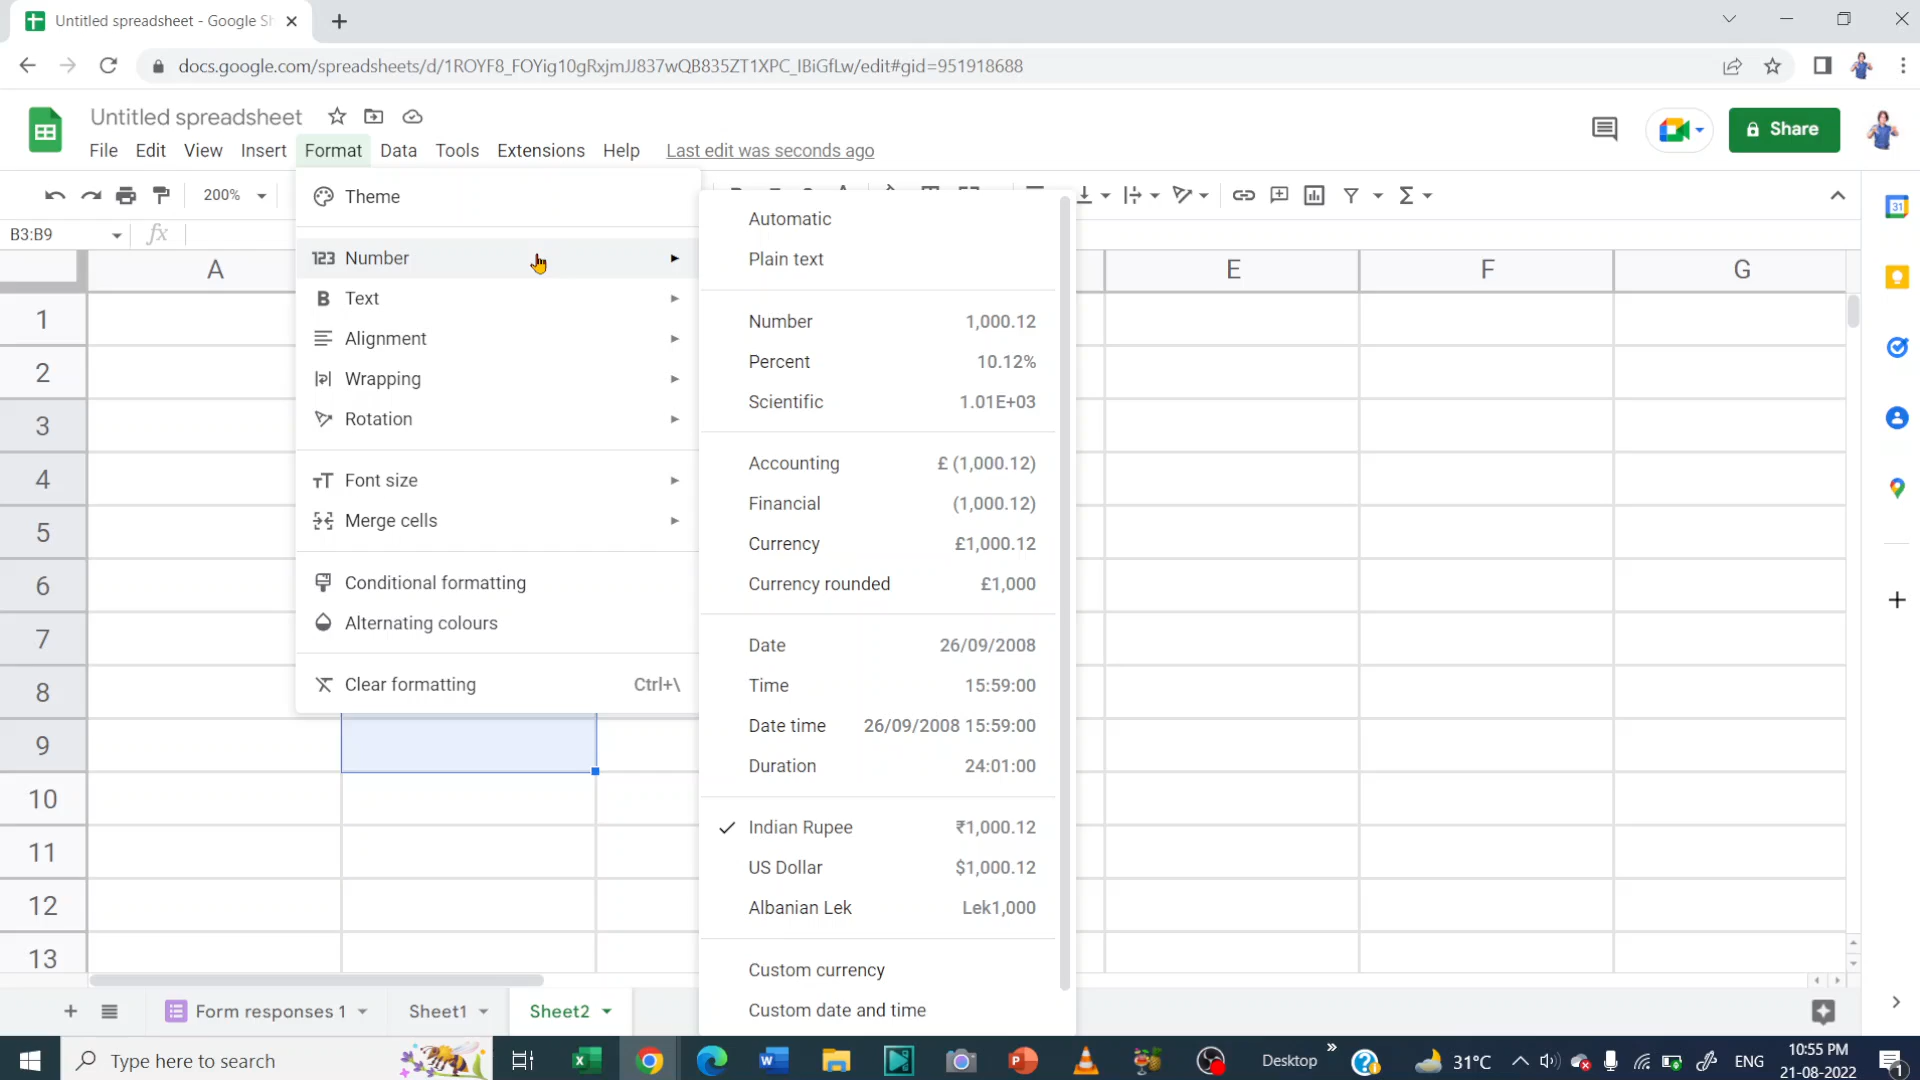 Untitled spreadsheet - Google Sh
docs.google.com/spreadsheets/d/1ROYF8_FOYig10gRxjmJJ837wQB835ZT1XPC_IBiGfLw/edit#gid=951918688
Untitled spreadsheet
File Edit View Insert Format Data Tools Extensions Help Last edit was seconds ago
Share
200%
B3:B9
fx
A E F G
1
2
3
4
5
6
7
8
9
10
11
12
13
Theme
123 Number
B Text
Alignment
Wrapping
Rotation
Font size
Merge cells
Conditional formatting
Alternating colours
Clear formatting Ctrl+\
Automatic
Plain text
Number 1,000.12
Percent 10.12%
Scientific 1.01E+03
Accounting £ (1,000.12)
Financial (1,000.12)
Currency £1,000.12
Currency rounded £1,000
Date 26/09/2008
Time 15:59:00
Date time 26/09/2008 15:59:00
Duration 24:01:00
Indian Rupee ₹1,000.12
US Dollar $1,000.12
Albanian Lek Lek1,000
Custom currency
Custom date and time
31
Form responses 1 Sheet1 Sheet2
Type here to search
Desktop
31°C
ENG
10:55 PM
21-08-2022
1